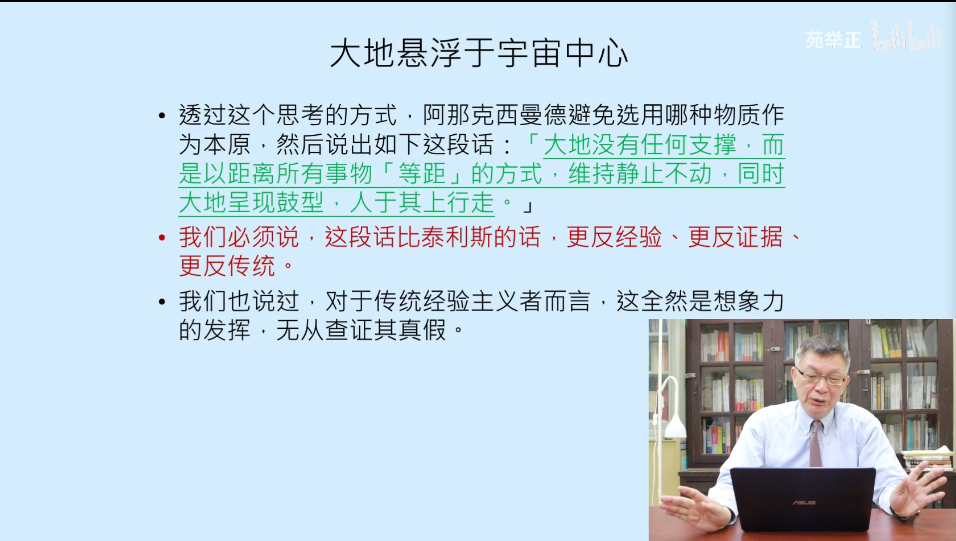 大地悬浮于宇宙中心
苑举正 bilibili
• 透过这个思考的方式，阿那克西曼德避免选用哪种物质作
为本原，然后说出如下这段话：「大地没有任何支撑，而
是以距离所有事物「等距」的方式，维持静止不动，同时
大地呈现鼓型，人于其上行走。」
• 我们必须说，这段话比泰利斯的话，更反经验、更反证据、
更反传统。
• 我们也说过，对于传统经验主义者而言，这全然是想象力
的发挥，无从查证其真假。
ASUS